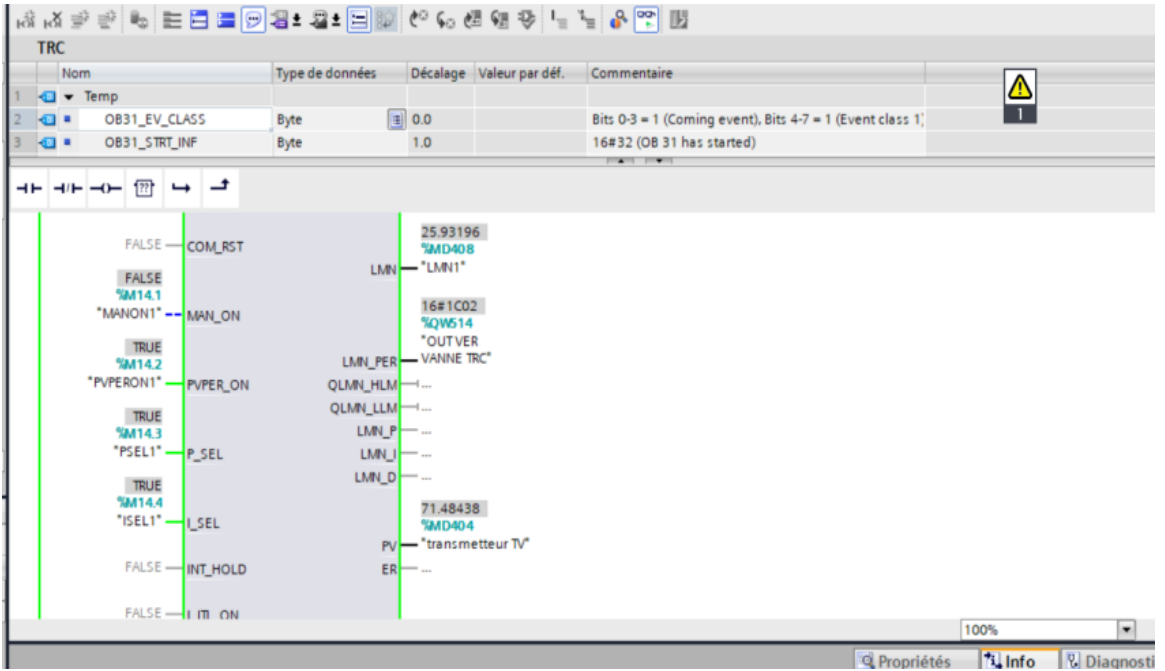 TRC
Nom Type de données Décalage Valeur par déf. Commentaire
1 Temp
2 OB31_EV_CLASS Byte 0.0 Bits 0-3 = 1 (Coming event), Bits 4-7 = 1 (Event class 1)
3 OB31_STRT_INF Byte 1.0 16#32 (OB 31 has started)
1
??
FALSE COM_RST
25.93196
%MD408
LMN "LMN1"
FALSE
%M14.1
"MANON1" MAN_ON
16#1C02
%QW514
"OUTVER
LMN_PER VANNE TRC"
TRUE
%M14.2
"PVPERON1" PVPER_ON
QLMN_HLM ...
QLMN_LLM ...
TRUE
%M14.3
"PSEL1" P_SEL
LMN_P ...
LMN_I ...
LMN_D ...
TRUE
%M14.4
"ISEL1" I_SEL
71.48438
%MD404
PV "transmetteur TV"
FALSE INT_HOLD
ER ...
FALSE I_ITL_ON
100%
Propriétés Info Diagnosti